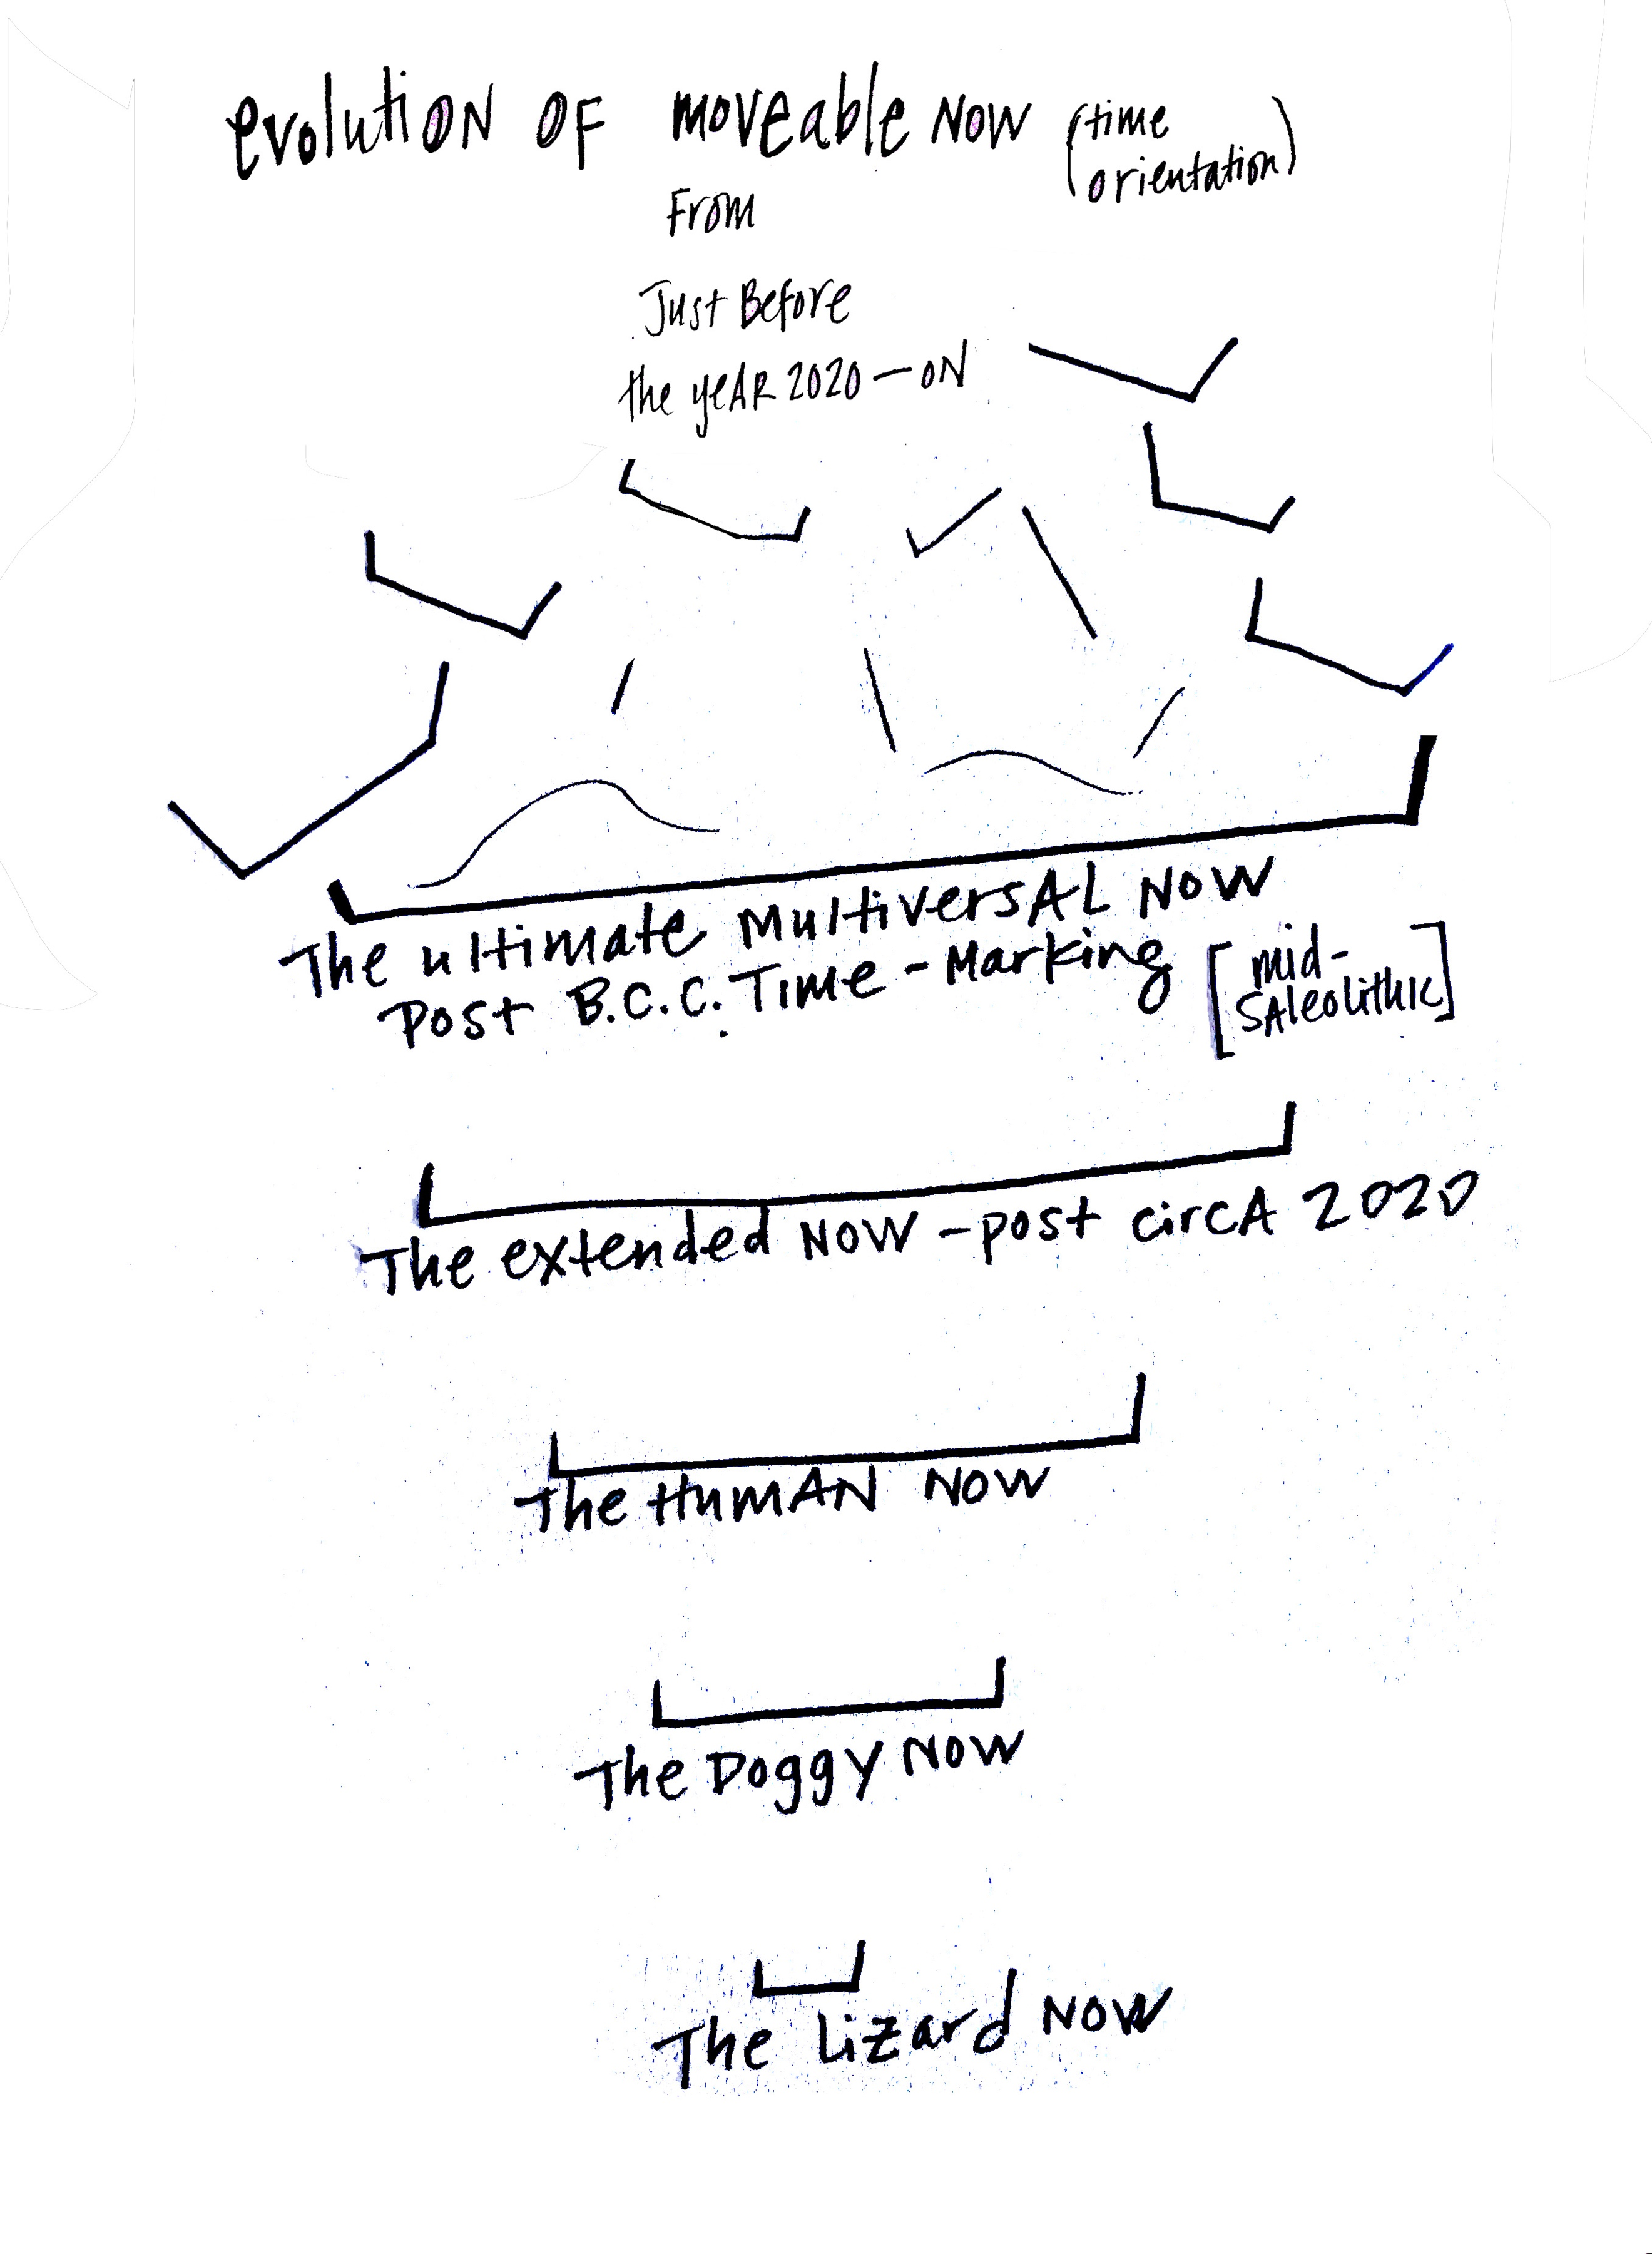 evolution OF moveable NOW (time
orientation)
From
Just Before
the yeAR 2020 — ON
The ultimate MultiversAL NOW
Post B.C.C. Time - Marking [mid-
SAleolithic]
The extended NOW - post circA 2020
The HumAN NOW
The Doggy NOW
The lizard NOW